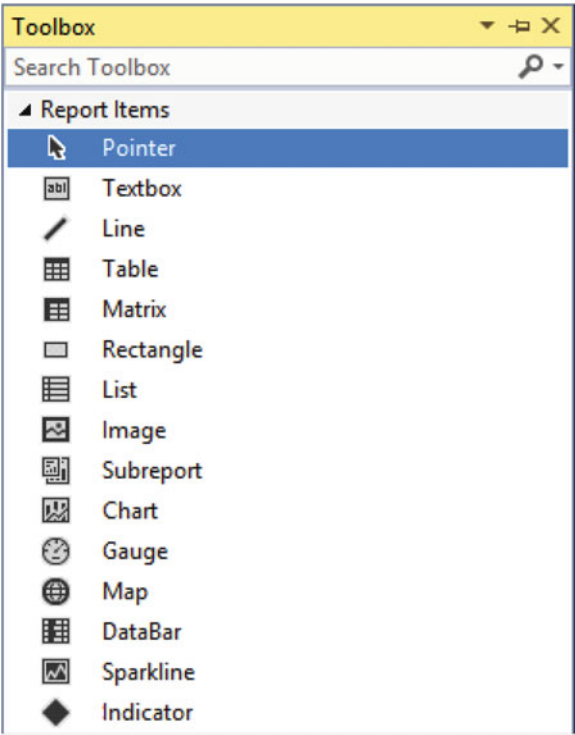 Toolbox
Search Toolbox
Report Items
Pointer
abl Textbox
Line
Table
Matrix
Rectangle
List
Image
Subreport
Chart
Gauge
Map
DataBar
Sparkline
Indicator